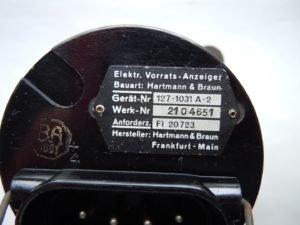 Elektr. Vorrats-Anzeiger
Bauart: Hartmann & Braun
Gerät-Nr 127-1031 A-2
Werk-Nr 2104651
Anforderz. Fl 20723
Hersteller: Hartmann & Braun
Frankfurt - Main